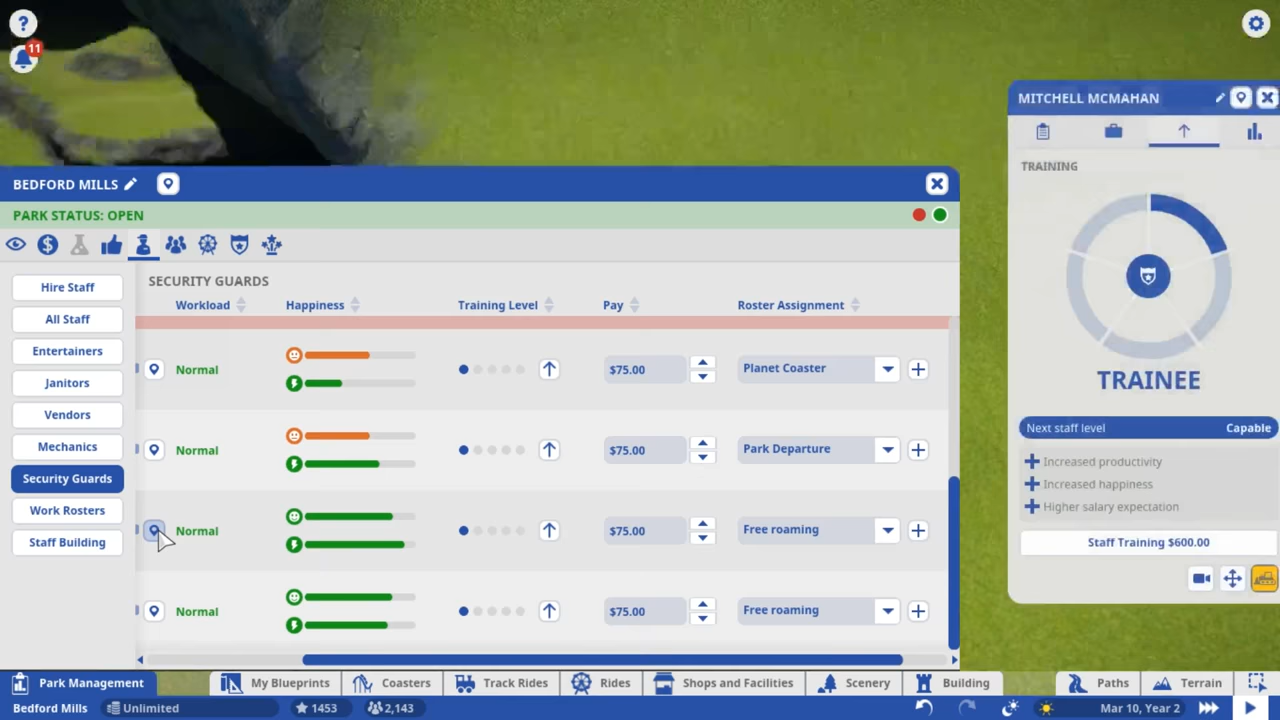 ?
11
BEDFORD MILLS
PARK STATUS: OPEN
Hire Staff
All Staff
Entertainers
Janitors
Vendors
Mechanics
Security Guards
Work Rosters
Staff Building
SECURITY GUARDS
Workload Happiness Training Level Pay Roster Assignment
Normal $75.00 Planet Coaster
Normal $75.00 Park Departure
Normal $75.00 Free roaming
Normal $75.00 Free roaming
MITCHELL MCMAHAN
TRAINING
TRAINEE
Next staff level Capable
Increased productivity
Increased happiness
Higher salary expectation
Staff Training $600.00
Park Management My Blueprints Coasters Track Rides Rides Shops and Facilities Scenery Building Paths Terrain
Bedford Mills Unlimited 1453 2,143 Mar 10, Year 2